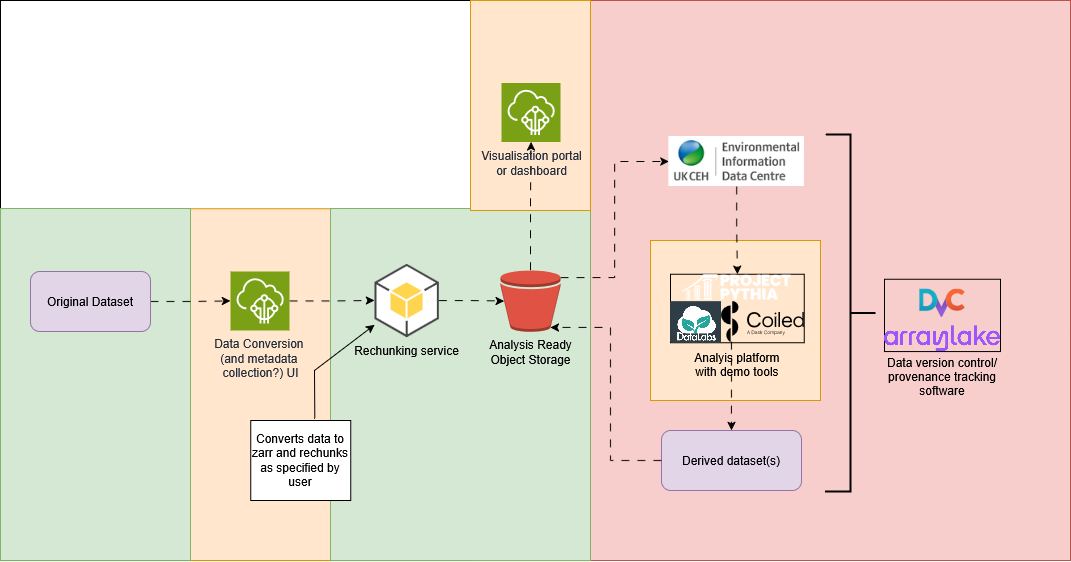 Visualisation portal
or dashboard
UKCEH
Environmental
Information
Data Centre
Original Dataset
Data Conversion
(and metadata
collection?) UI
Rechunking service
Analysis Ready
Object Storage
Converts data to
zarr and rechunks
as specified by
user
PROJECT
PYTHIA
DataLabs
Coiled
A Dask Company
Analyis platform
with demo tools
Derived dataset(s)
DVC
arraylake
Data version control/
provenance tracking
software